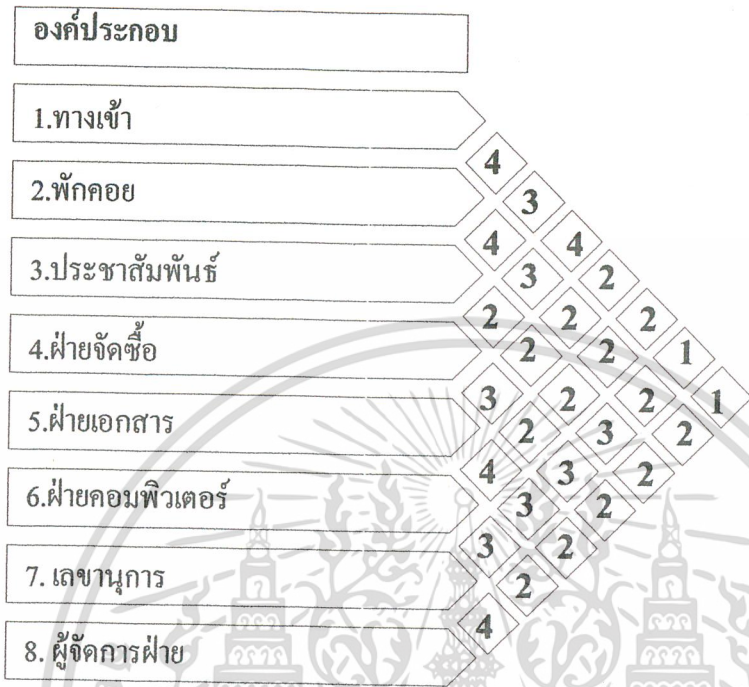 องค์ประกอบ
1.ทางเข้า
4
2.พักคอย
3
4 4
3.ประชาสัมพันธ์
3 2
2 2 2
4.ฝ่ายจัดซื้อ
2 2 1
3 2 2 1
5.ฝ่ายเอกสาร
2 3 2
4 3 2
6.ฝ่ายคอมพิวเตอร์
3 2
3 2
7. เลขานุการ
2
4
8. ผู้จัดการฝ่าย